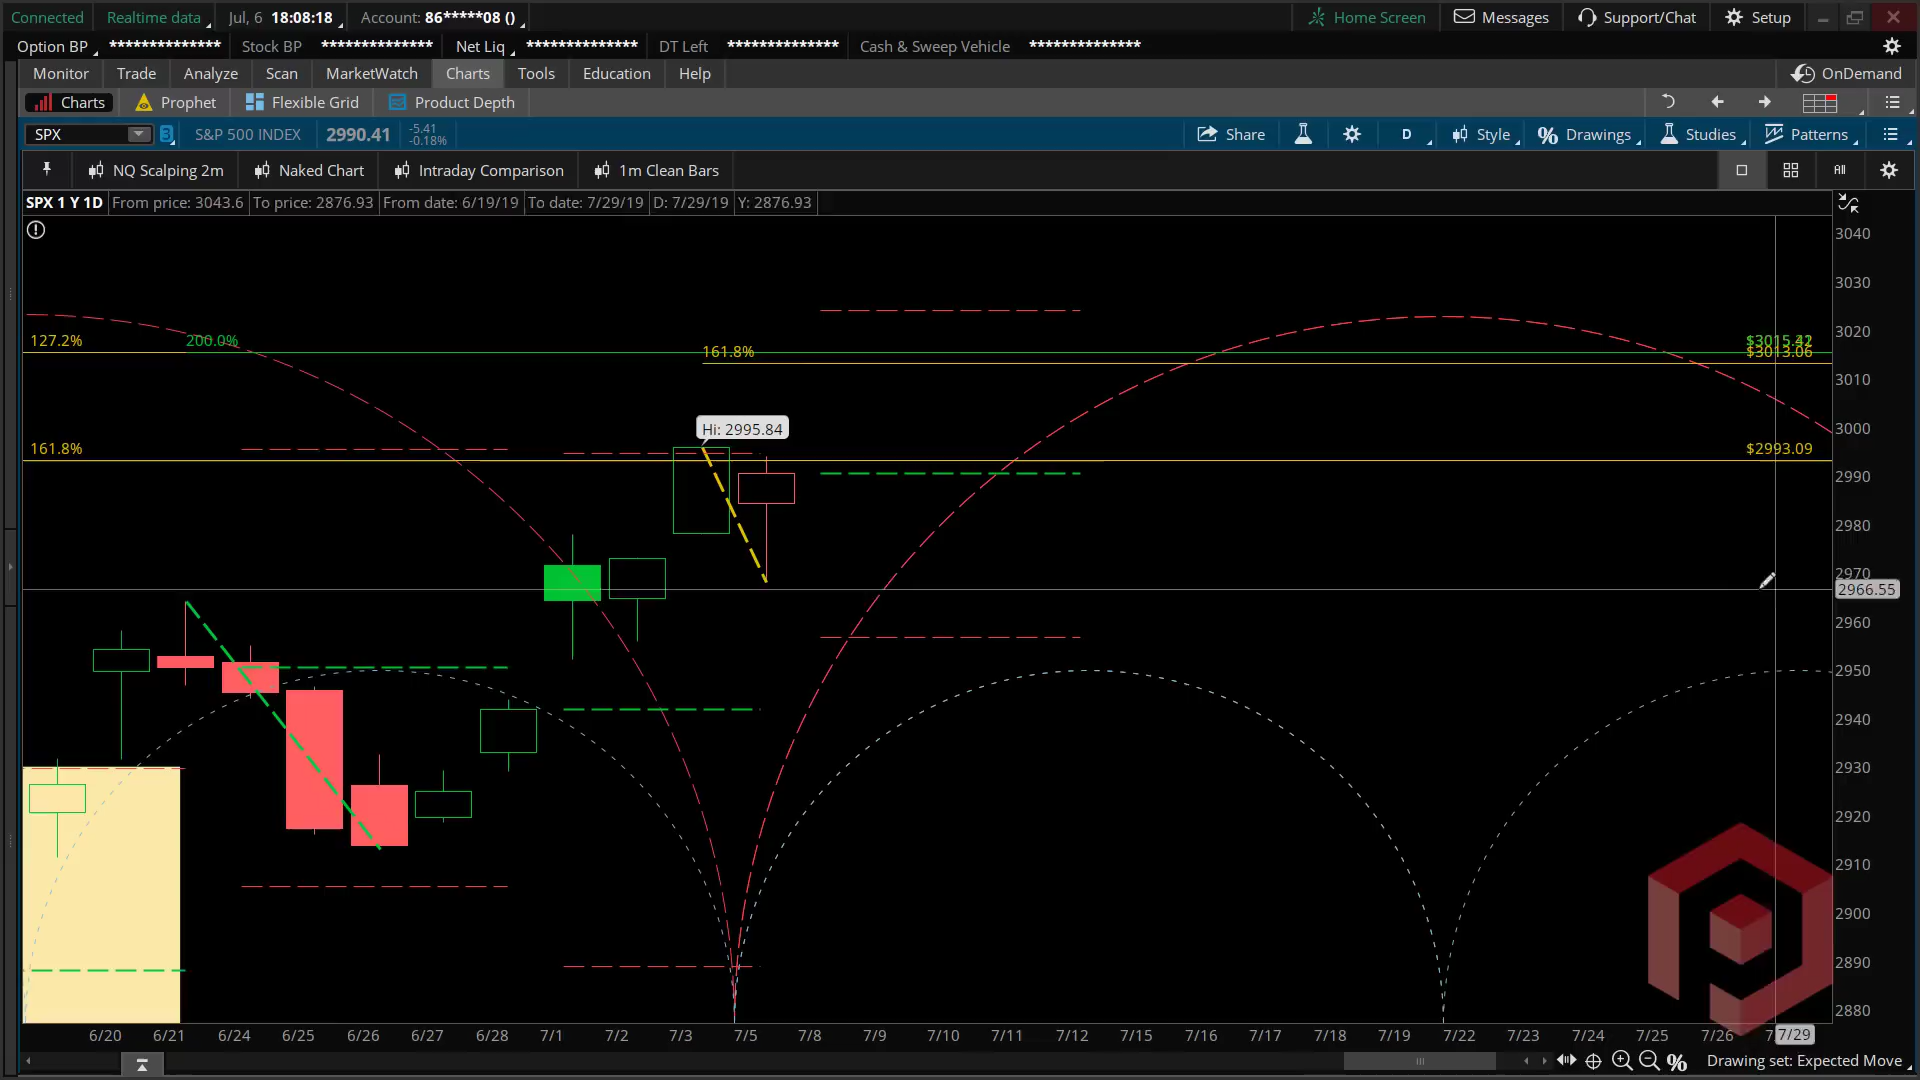 Connected Realtime data Jul, 6 18:08:18 Account: 86*****08 () Home Screen Messages Support/Chat Setup
Option BP ************** Stock BP ************** Net Liq ************** DT Left ************** Cash & Sweep Vehicle **************
Monitor Trade Analyze Scan MarketWatch Charts Tools Education Help OnDemand
Charts Prophet Flexible Grid Product Depth
SPX 3 S&P 500 INDEX 2990.41 -5.41 -0.18% Share D Style Drawings Studies Patterns
NQ Scalping 2m Naked Chart Intraday Comparison 1m Clean Bars All
SPX 1 Y 1D From price: 3043.6 To price: 2876.93 From date: 6/19/19 To date: 7/29/19 D: 7/29/19 Y: 2876.93
3040
3030
3020
127.2% 200.0% $3015.42
161.8% $3013.06
3010
Hi: 2995.84 3000
161.8% $2993.09
2990
2980
2970
2966.55
2960
2950
2940
2930
2920
2910
2900
2890
2880
6/20 6/21 6/24 6/25 6/26 6/27 6/28 7/1 7/2 7/3 7/5 7/8 7/9 7/10 7/11 7/12 7/15 7/16 7/17 7/18 7/19 7/22 7/23 7/24 7/25 7/26 7/29
Drawing set: Expected Move